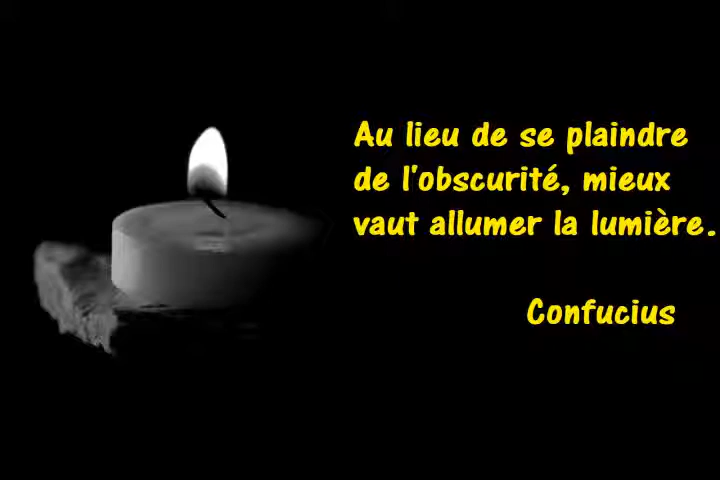 Au lieu de se plaindre
de l'obscurité, mieux
vaut allumer la lumière.
Confucius